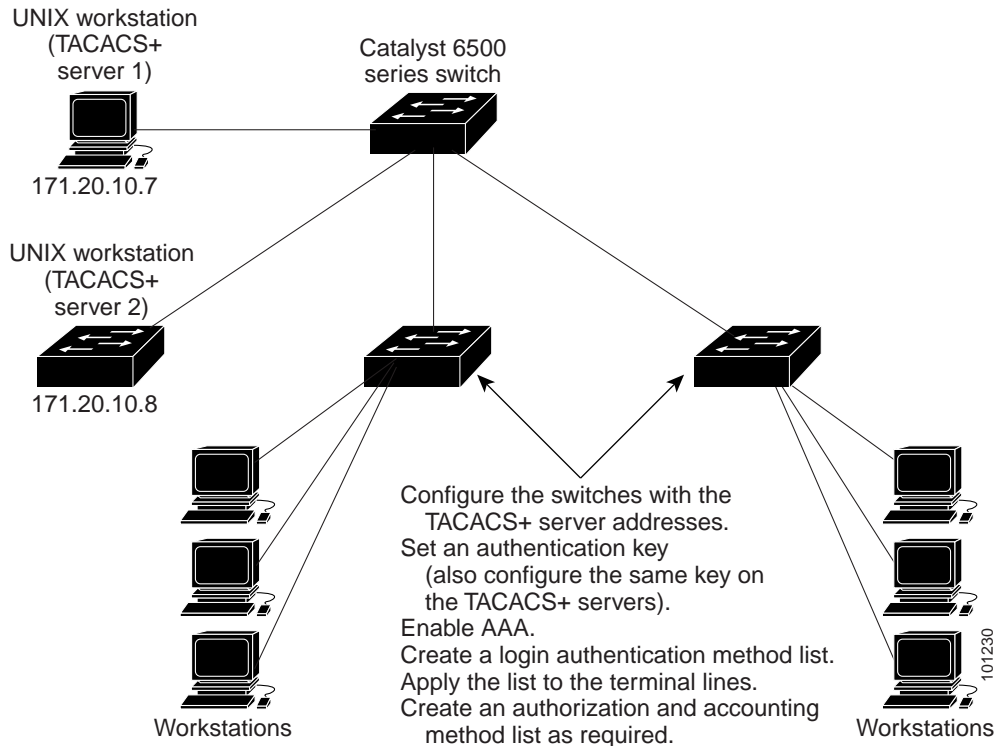 UNIX workstation
(TACACS+
server 1)
Catalyst 6500
series switch
171.20.10.7
UNIX workstation
(TACACS+
server 2)
171.20.10.8
Configure the switches with the
TACACS+ server addresses.
Set an authentication key
(also configure the same key on
the TACACS+ servers).
Enable AAA.
Create a login authentication method list.
Apply the list to the terminal lines.
Create an authorization and accounting
method list as required.
Workstations
Workstations
101230